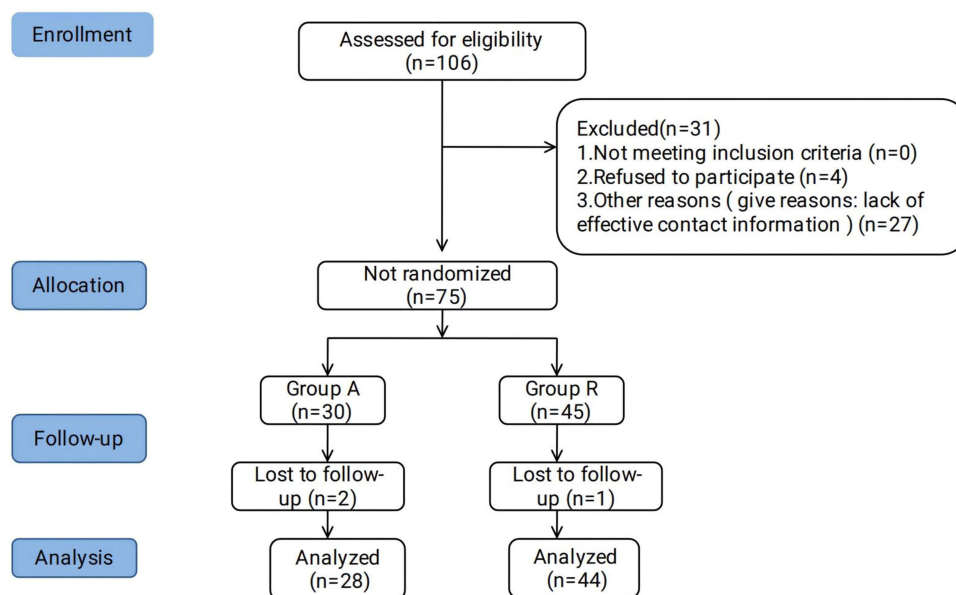 Enrollment
Assessed for eligibility
(n=106)
Excluded(n=31)
1.Not meeting inclusion criteria (n=0)
2.Refused to participate (n=4)
3.Other reasons ( give reasons: lack of
effective contact information ) (n=27)
Allocation
Not randomized
(n=75)
Group A
(n=30)
Group R
(n=45)
Follow-up
Lost to follow-
up (n=2)
Lost to follow-
up (n=1)
Analysis
Analyzed
(n=28)
Analyzed
(n=44)